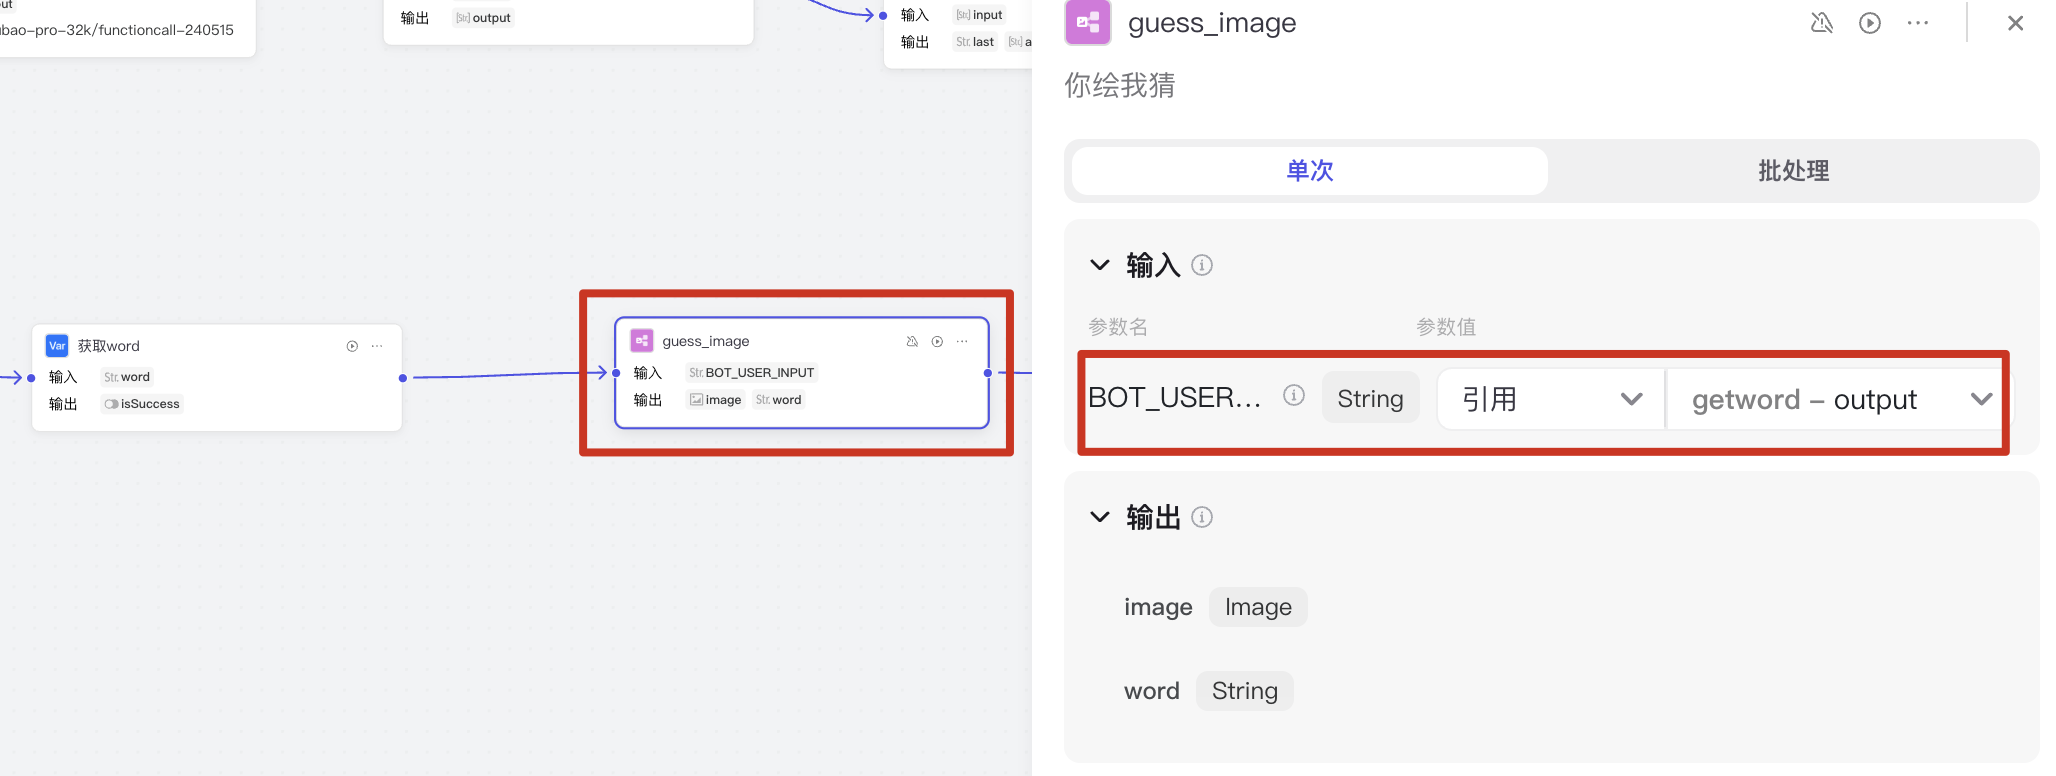 bao-pro-32k/functioncall-240515
输出 [Str] output
输入 [Str] input
输出 Str. last [Str]
Var 获取word
输入 Str. word
输出 isSuccess
guess_image
输入 Str. BOT_USER_INPUT
输出 image Str. word
guess_image
你绘我猜
单次 批处理
输入
参数名 参数值
BOT_USER... String 引用 getword – output
输出
image Image
word String